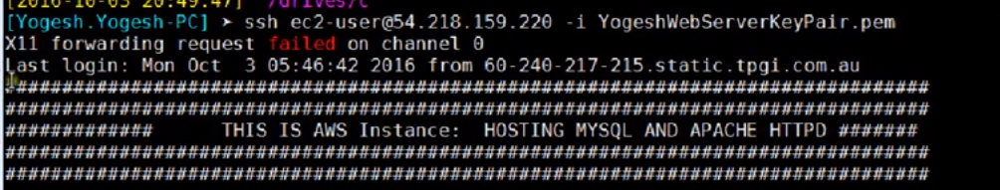 [2016-10-03 20:49.47] /drives/c
[Yogesh.Yogesh-PC] ➤ ssh ec2-user@54.218.159.220 -i YogeshWebServerKeyPair.pem
X11 forwarding request failed on channel 0
Last login: Mon Oct  3 05:46:42 2016 from 60-240-217-215.static.tpgi.com.au
################################################################################
################################################################################
#############      THIS IS AWS Instance:  HOSTING MYSQL AND APACHE HTTPD #######
################################################################################
################################################################################